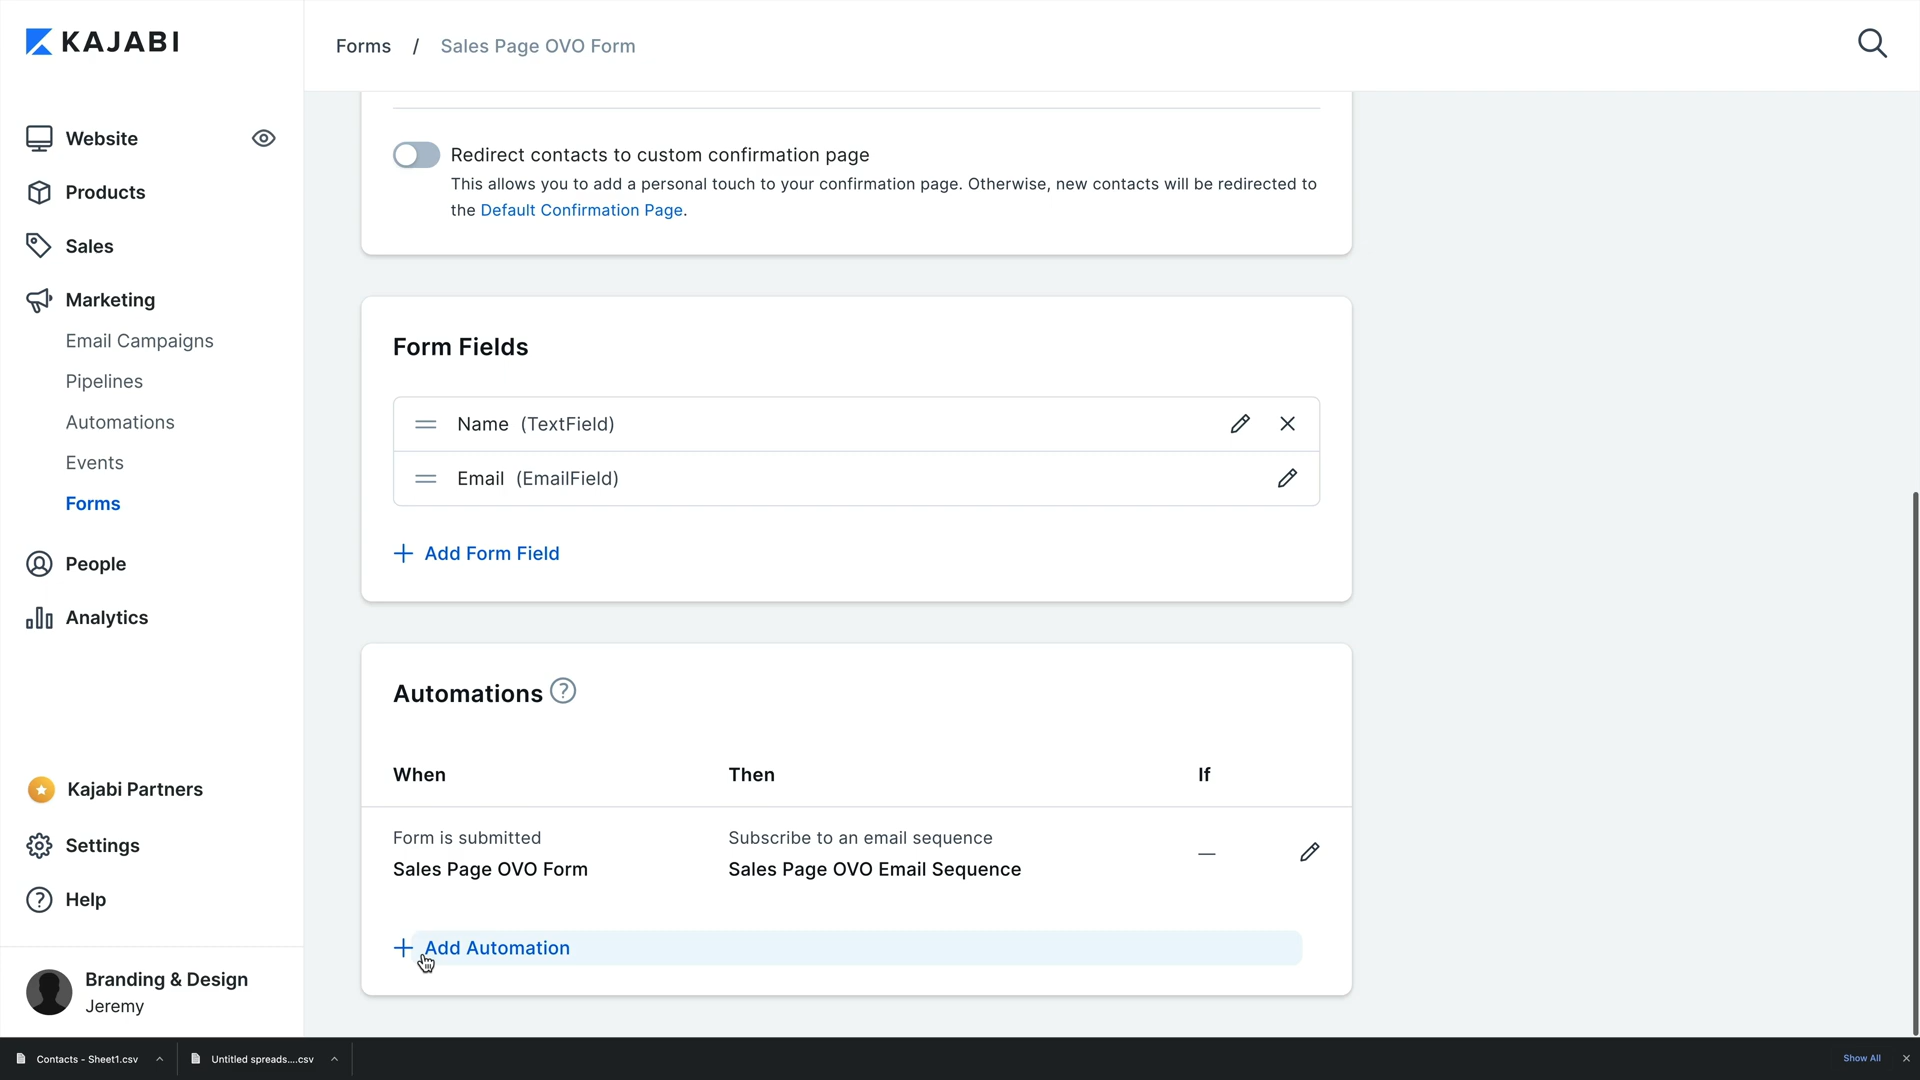 KAJABI
Forms / Sales Page OVO Form
Website
Products
Sales
Marketing
Email Campaigns
Pipelines
Automations
Events
Forms
People
Analytics
Kajabi Partners
Settings
Help
Branding & Design
Jeremy
Redirect contacts to custom confirmation page
This allows you to add a personal touch to your confirmation page. Otherwise, new contacts will be redirected to
the Default Confirmation Page.
Form Fields
Name (TextField)
Email (EmailField)
+ Add Form Field
Automations ?
When Then If
Form is submitted Subscribe to an email sequence
Sales Page OVO Form Sales Page OVO Email Sequence —
+ Add Automation
Contacts - Sheet1.csv Untitled spreads....csv Show All